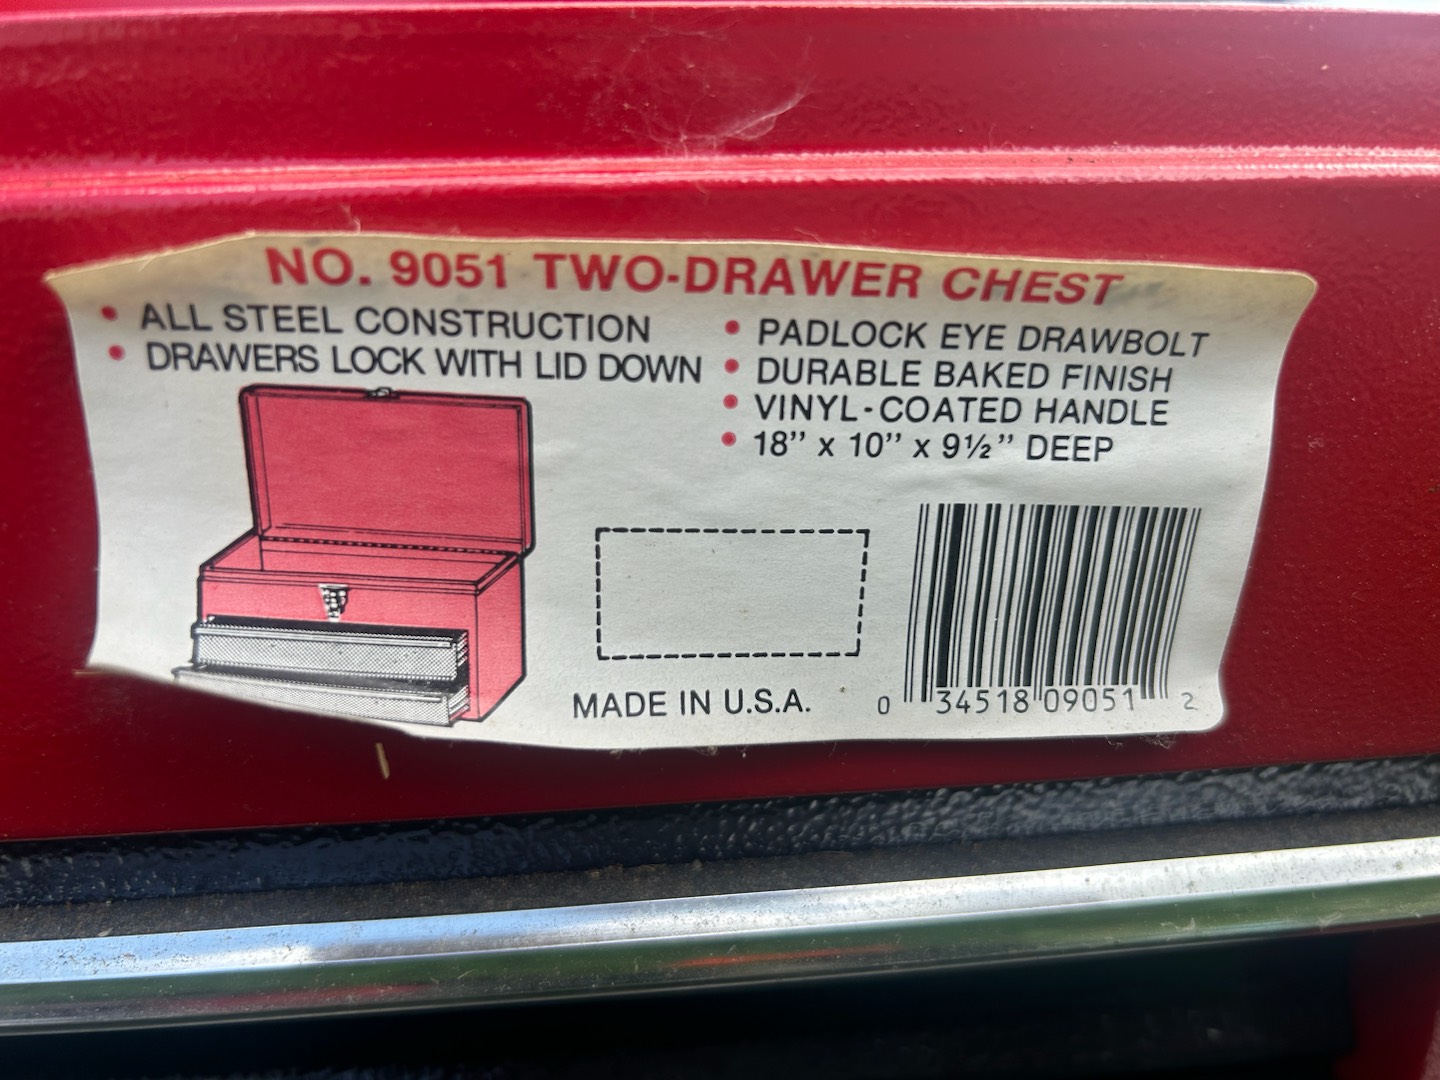 NO. 9051 TWO-DRAWER CHEST
• ALL STEEL CONSTRUCTION
• DRAWERS LOCK WITH LID DOWN
• PADLOCK EYE DRAWBOLT
• DURABLE BAKED FINISH
• VINYL-COATED HANDLE
• 18" x 10" x 9½" DEEP
MADE IN U.S.A.
0 34518 09051 2